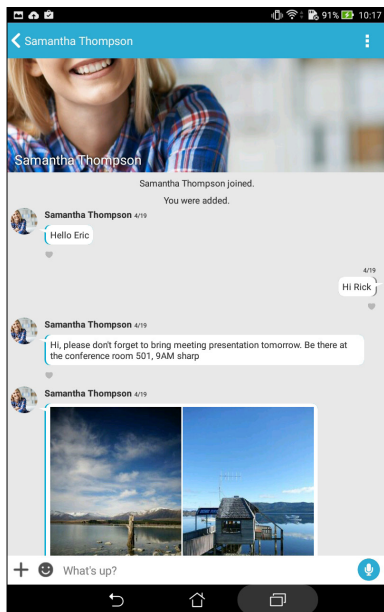 91% 10:17
Samantha Thompson
Samantha Thompson
Samantha Thompson joined.
You were added.
Samantha Thompson 4/19
Hello Eric
4/19
Hi Rick
Samantha Thompson 4/19
Hi, please don't forget to bring meeting presentation tomorrow. Be there at
the conference room 501, 9AM sharp
Samantha Thompson 4/19
What's up?